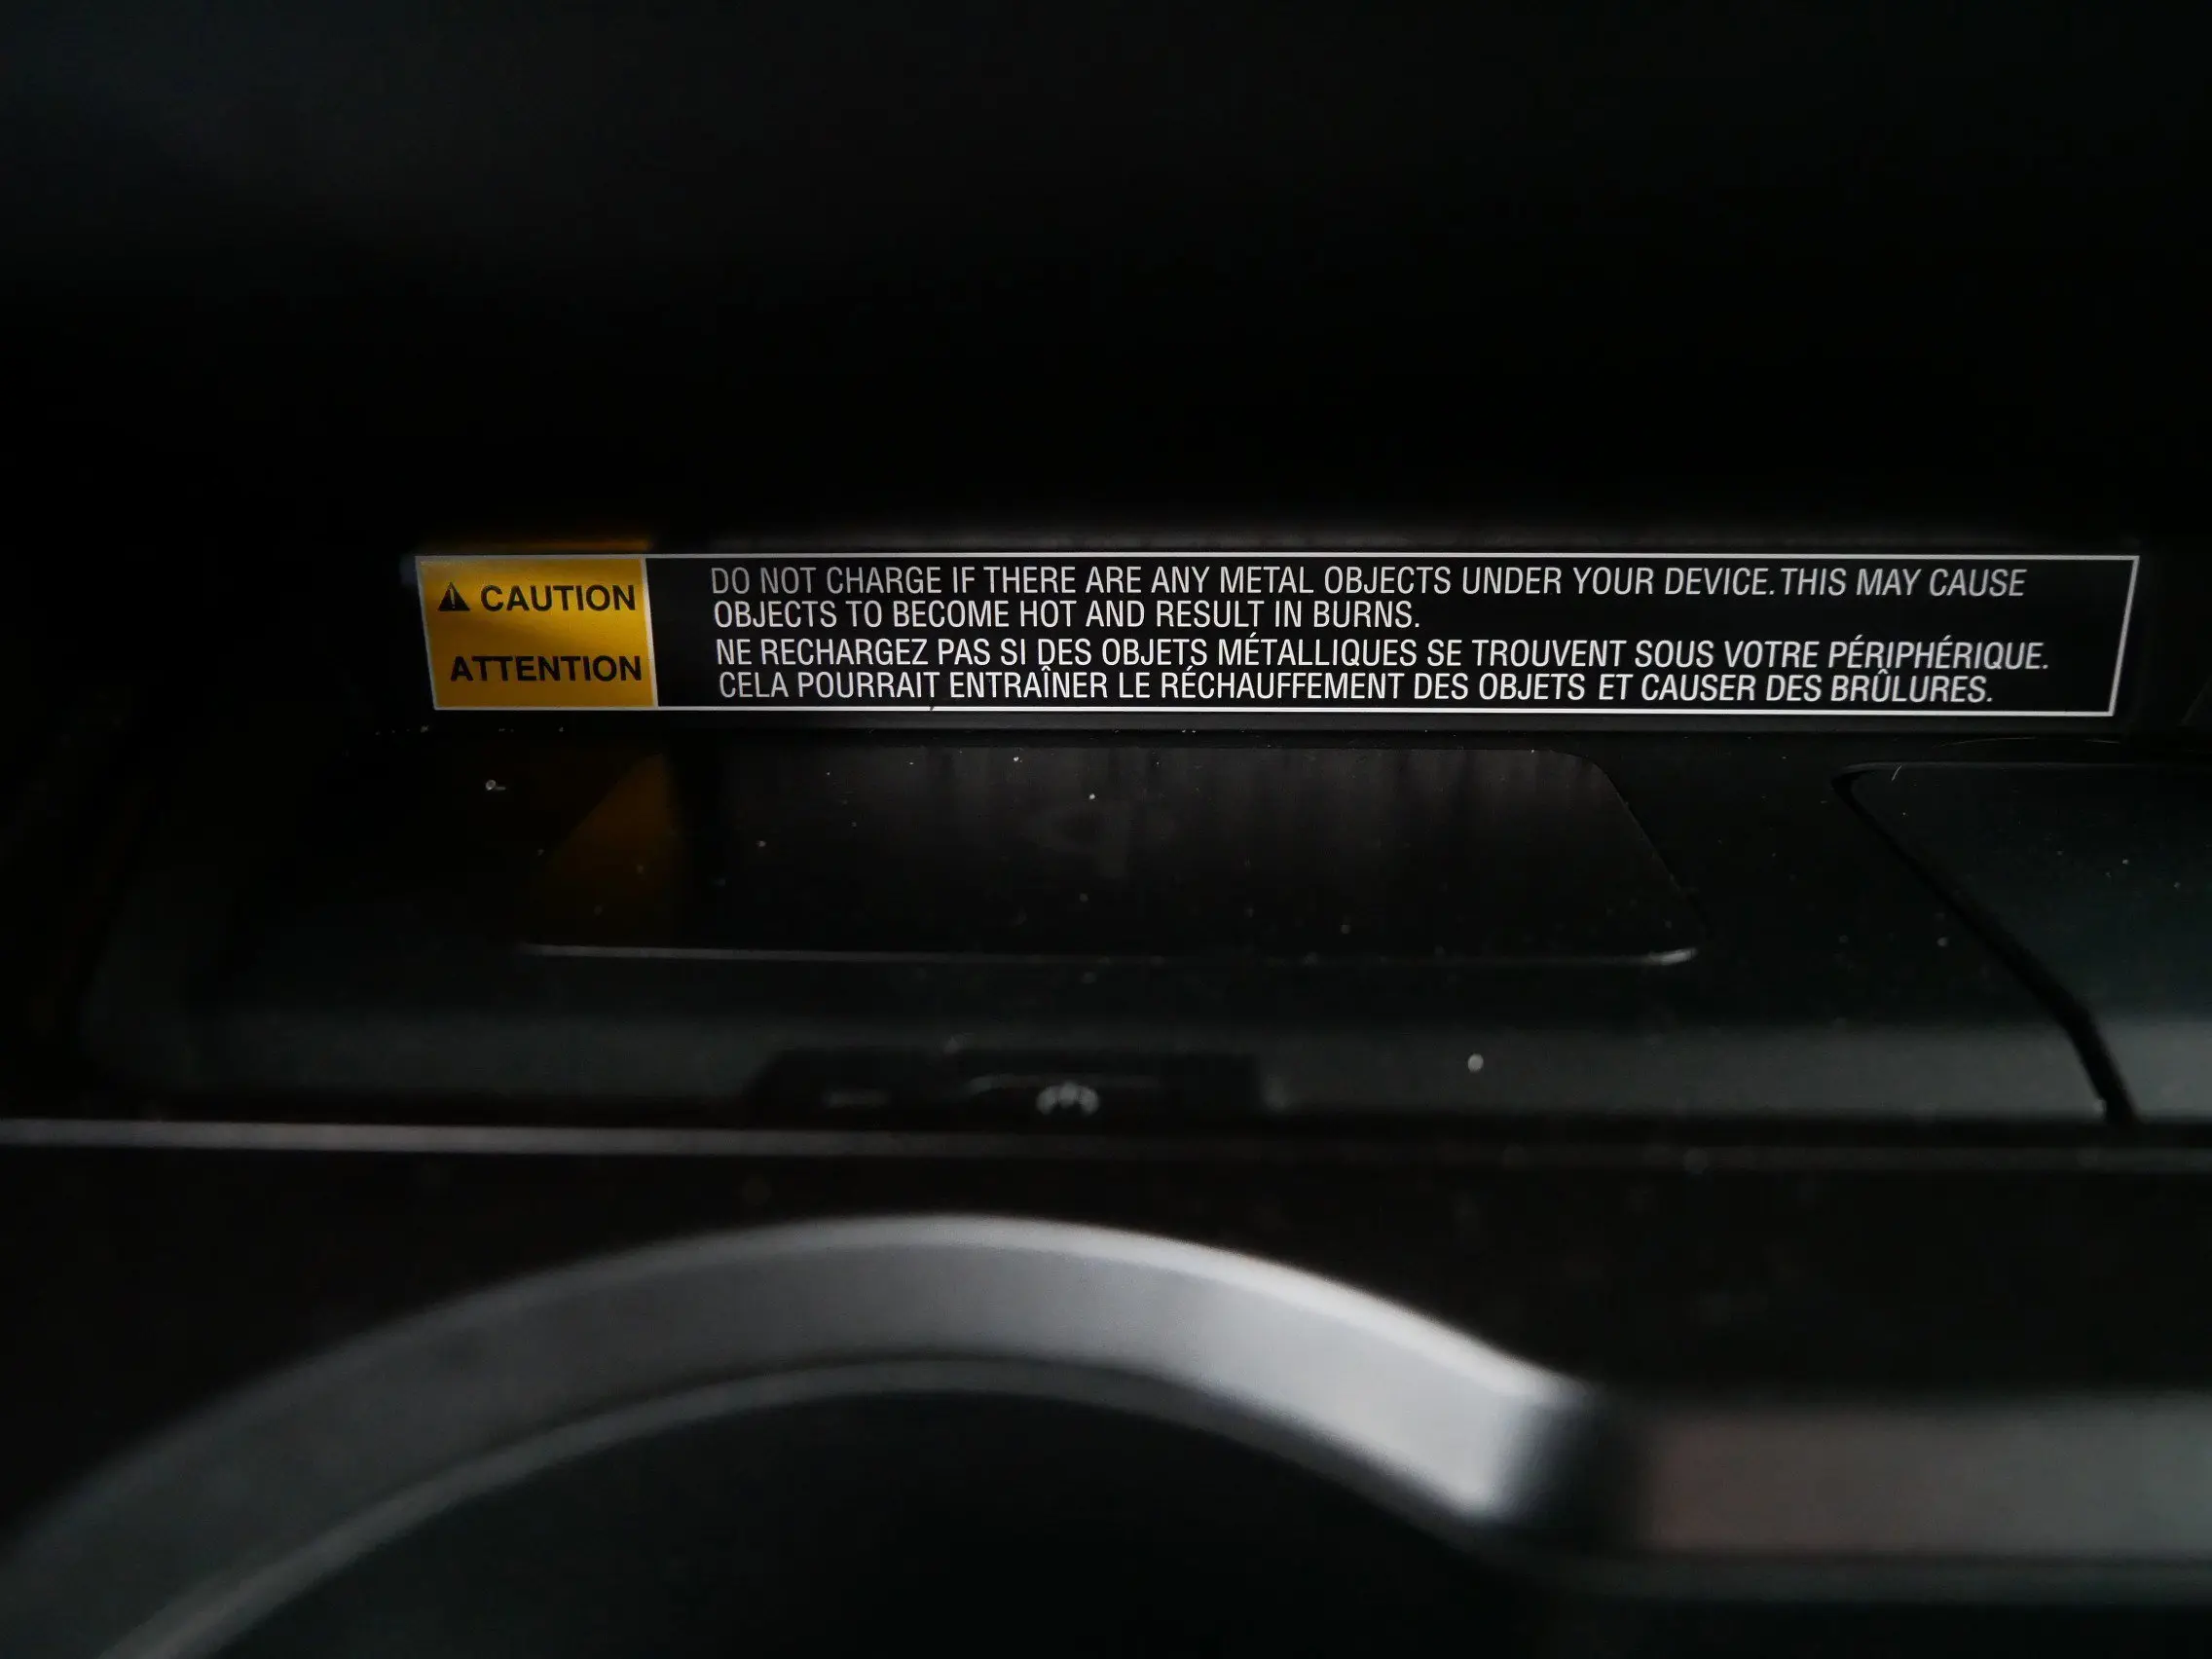 CAUTION
ATTENTION
DO NOT CHARGE IF THERE ARE ANY METAL OBJECTS UNDER YOUR DEVICE. THIS MAY CAUSE
OBJECTS TO BECOME HOT AND RESULT IN BURNS.
NE RECHARGEZ PAS SI DES OBJETS MÉTALLIQUES SE TROUVENT SOUS VOTRE PÉRIPHÉRIQUE.
CELA POURRAIT ENTRAÎNER LE RÉCHAUFFEMENT DES OBJETS ET CAUSER DES BRÛLURES.